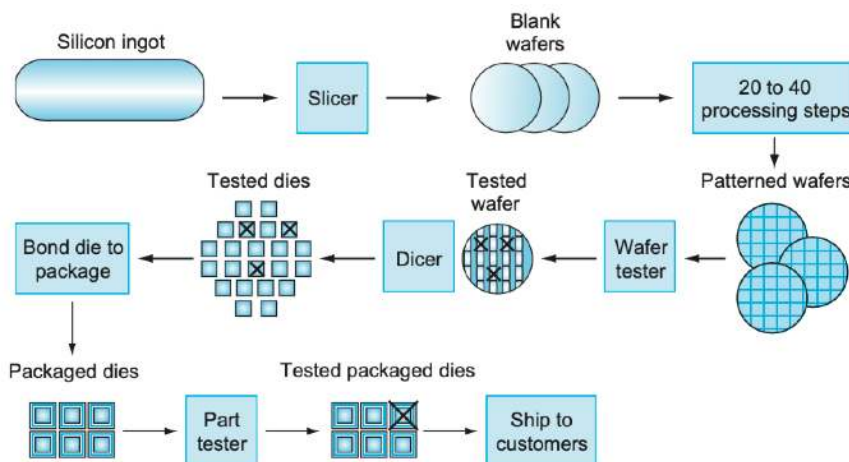 Silicon ingot
Slicer
Blank
wafers
20 to 40
processing steps
Tested dies
Tested
wafer
Patterned wafers
Bond die to
package
Dicer
Wafer
tester
Packaged dies
Part
tester
Tested packaged dies
Ship to
customers